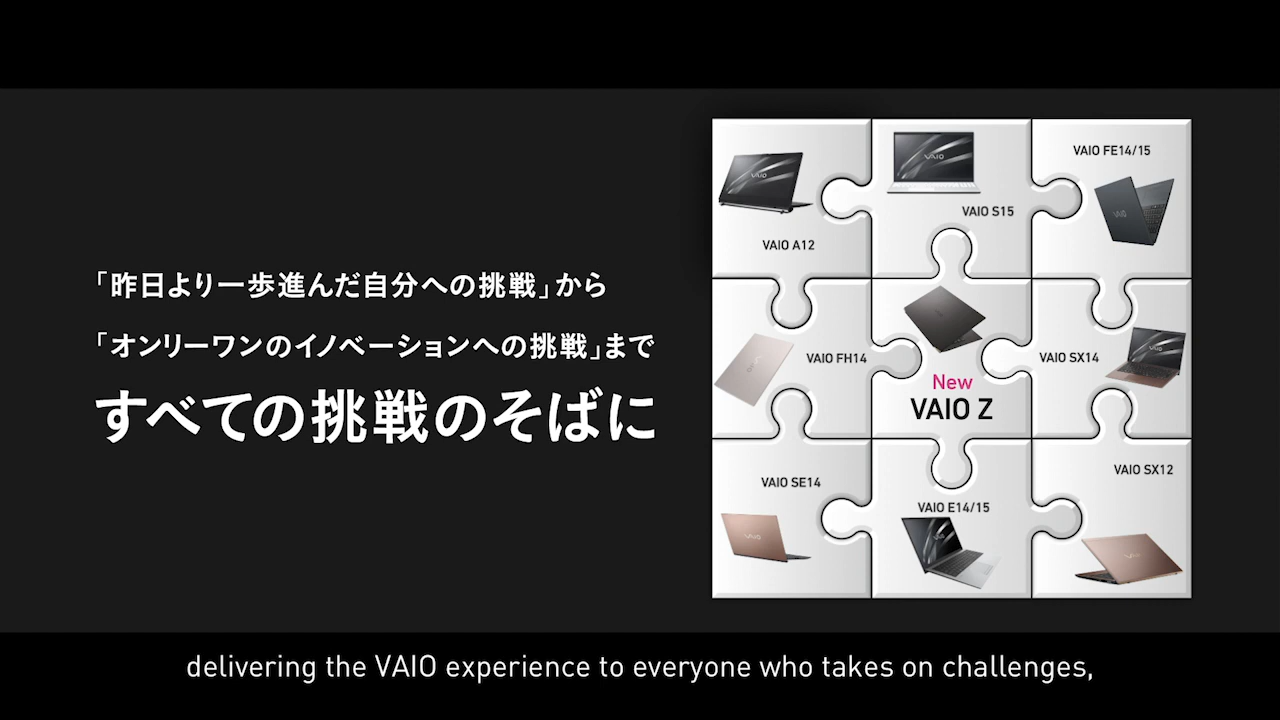 「昨日より一歩進んだ自分への挑戦」から
「オンリーワンのイノベーションへの挑戦」まで
すべての挑戦のそばに
VAIO A12
VAIO S15
VAIO FE14/15
VAIO FH14
New
VAIO Z
VAIO SX14
VAIO SE14
VAIO E14/15
VAIO SX12
delivering the VAIO experience to everyone who takes on challenges,